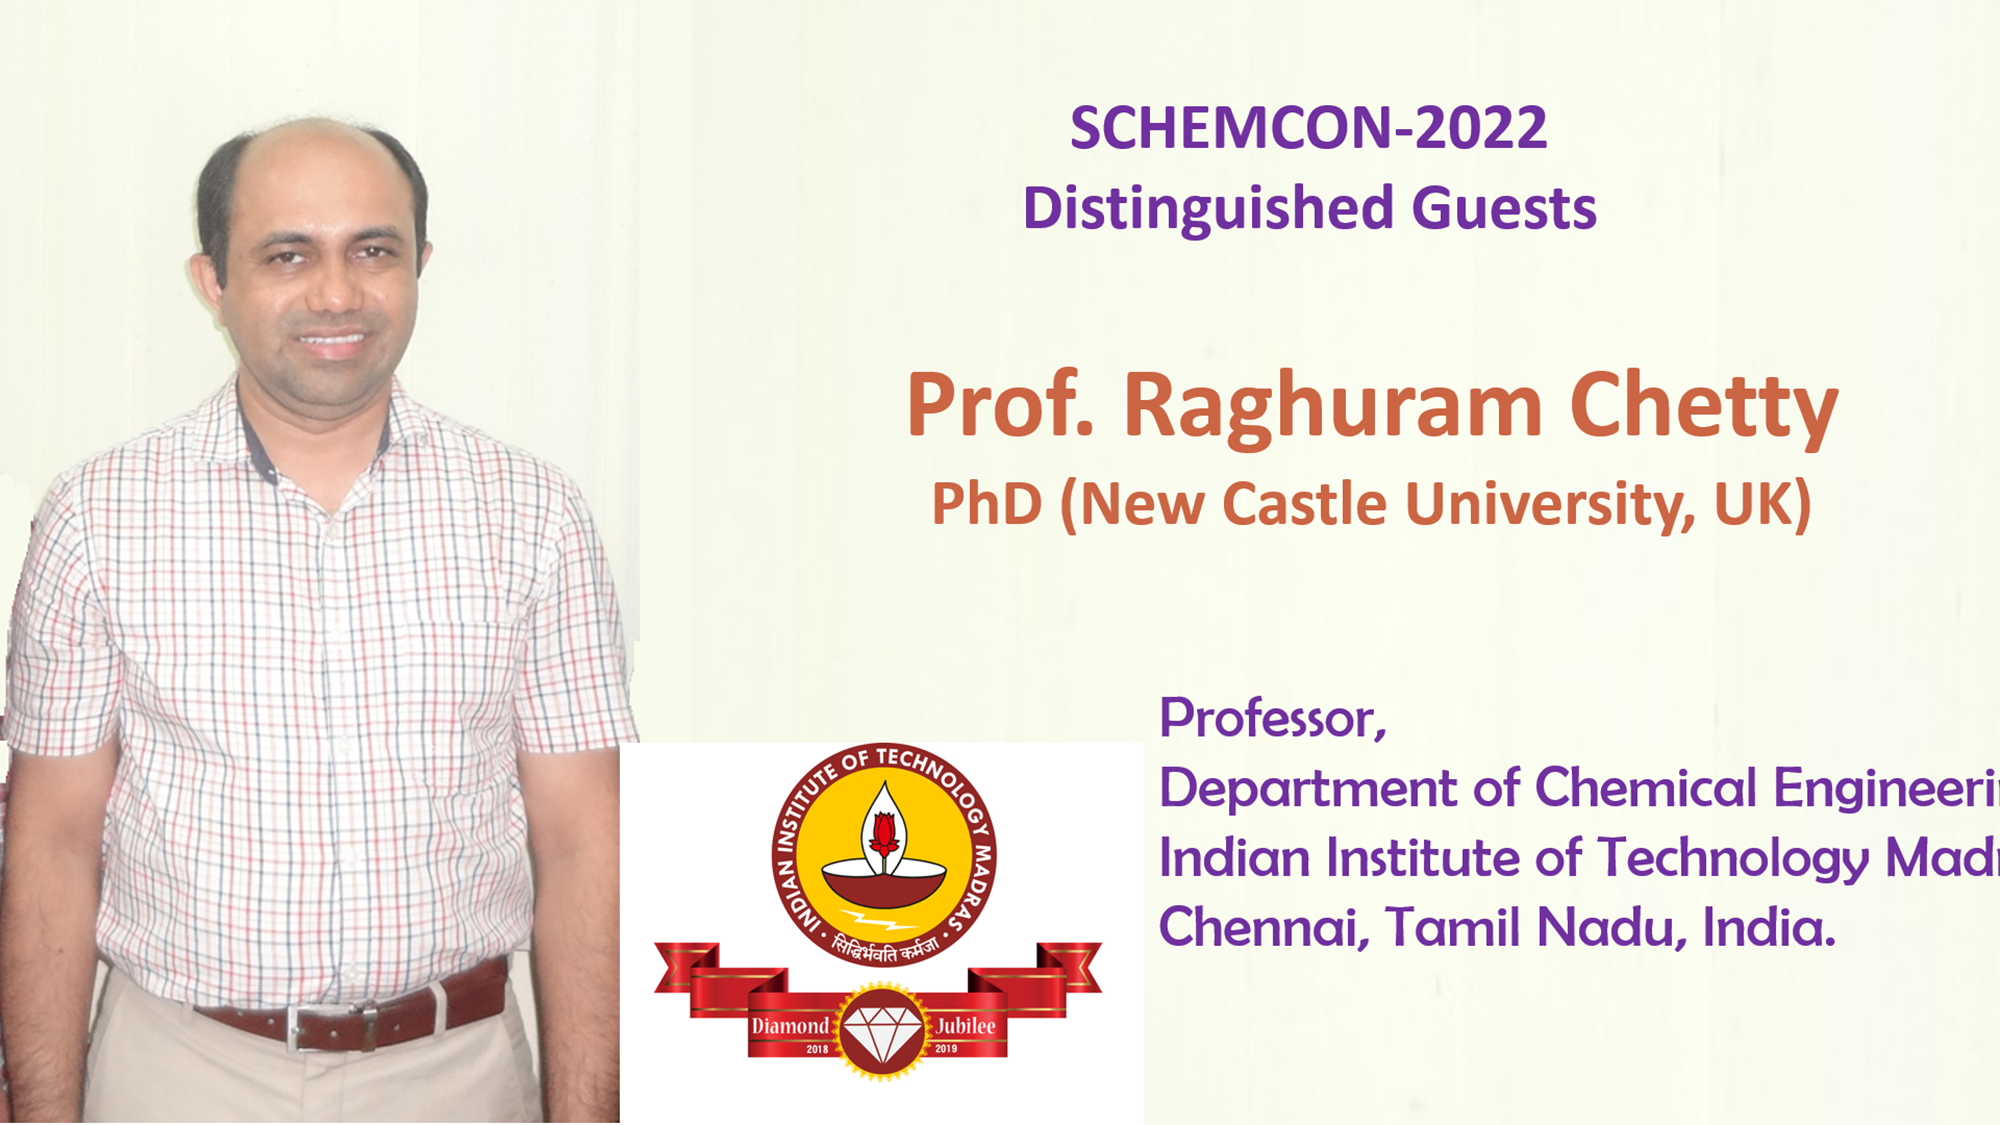 SCHEMCON-2022
Distinguished Guests
Prof. Raghuram Chetty
PhD (New Castle University, UK)
Professor,
Department of Chemical Engineeri
Indian Institute of Technology Mad
Chennai, Tamil Nadu, India.
INDIAN INSTITUTE OF TECHNOLOGY MADRAS
सिद्धिर्भवति कर्मजा
Diamond Jubilee
2018 2019